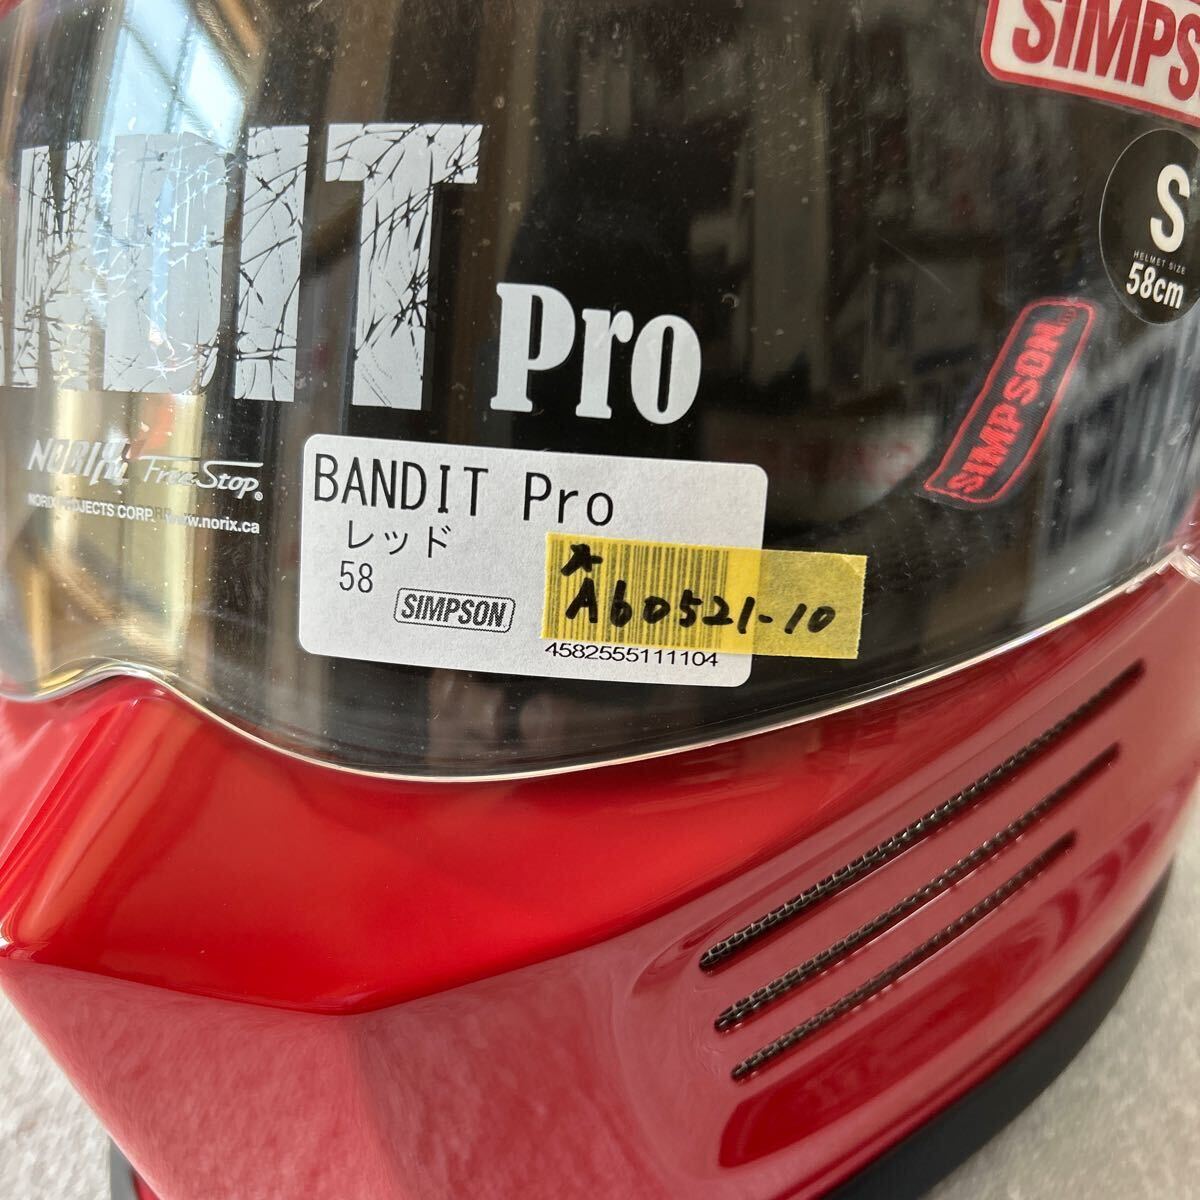 SIMPS
S
HELMET SIZE
58cm
NDIT
Pro
SIMPSON
NORIX Free-Stop®
NORIX PROJECTS CORP. www.norix.ca
BANDIT Pro
レッド
58
SIMPSON
A60521-10
4582555111104